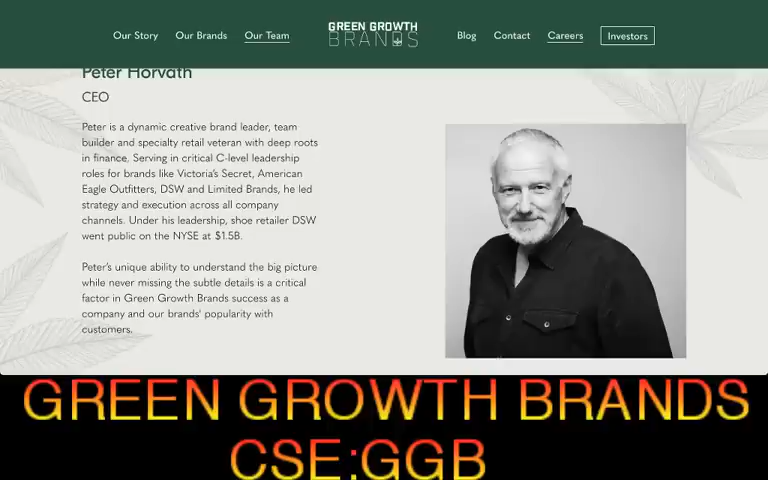 Our Story Our Brands Our Team GREEN GROWTH BRANDS Blog Contact Careers Investors
Peter Horvath
CEO
Peter is a dynamic creative brand leader, team
builder and specialty retail veteran with deep roots
in finance. Serving in critical C-level leadership
roles for brands like Victoria's Secret, American
Eagle Outfitters, DSW and Limited Brands, he led
strategy and execution across all company
channels. Under his leadership, shoe retailer DSW
went public on the NYSE at $1.5B.
Peter's unique ability to understand the big picture
while never missing the subtle details is a critical
factor in Green Growth Brands success as a
company and our brands' popularity with
customers.
GREEN GROWTH BRANDS
CSE:GGB